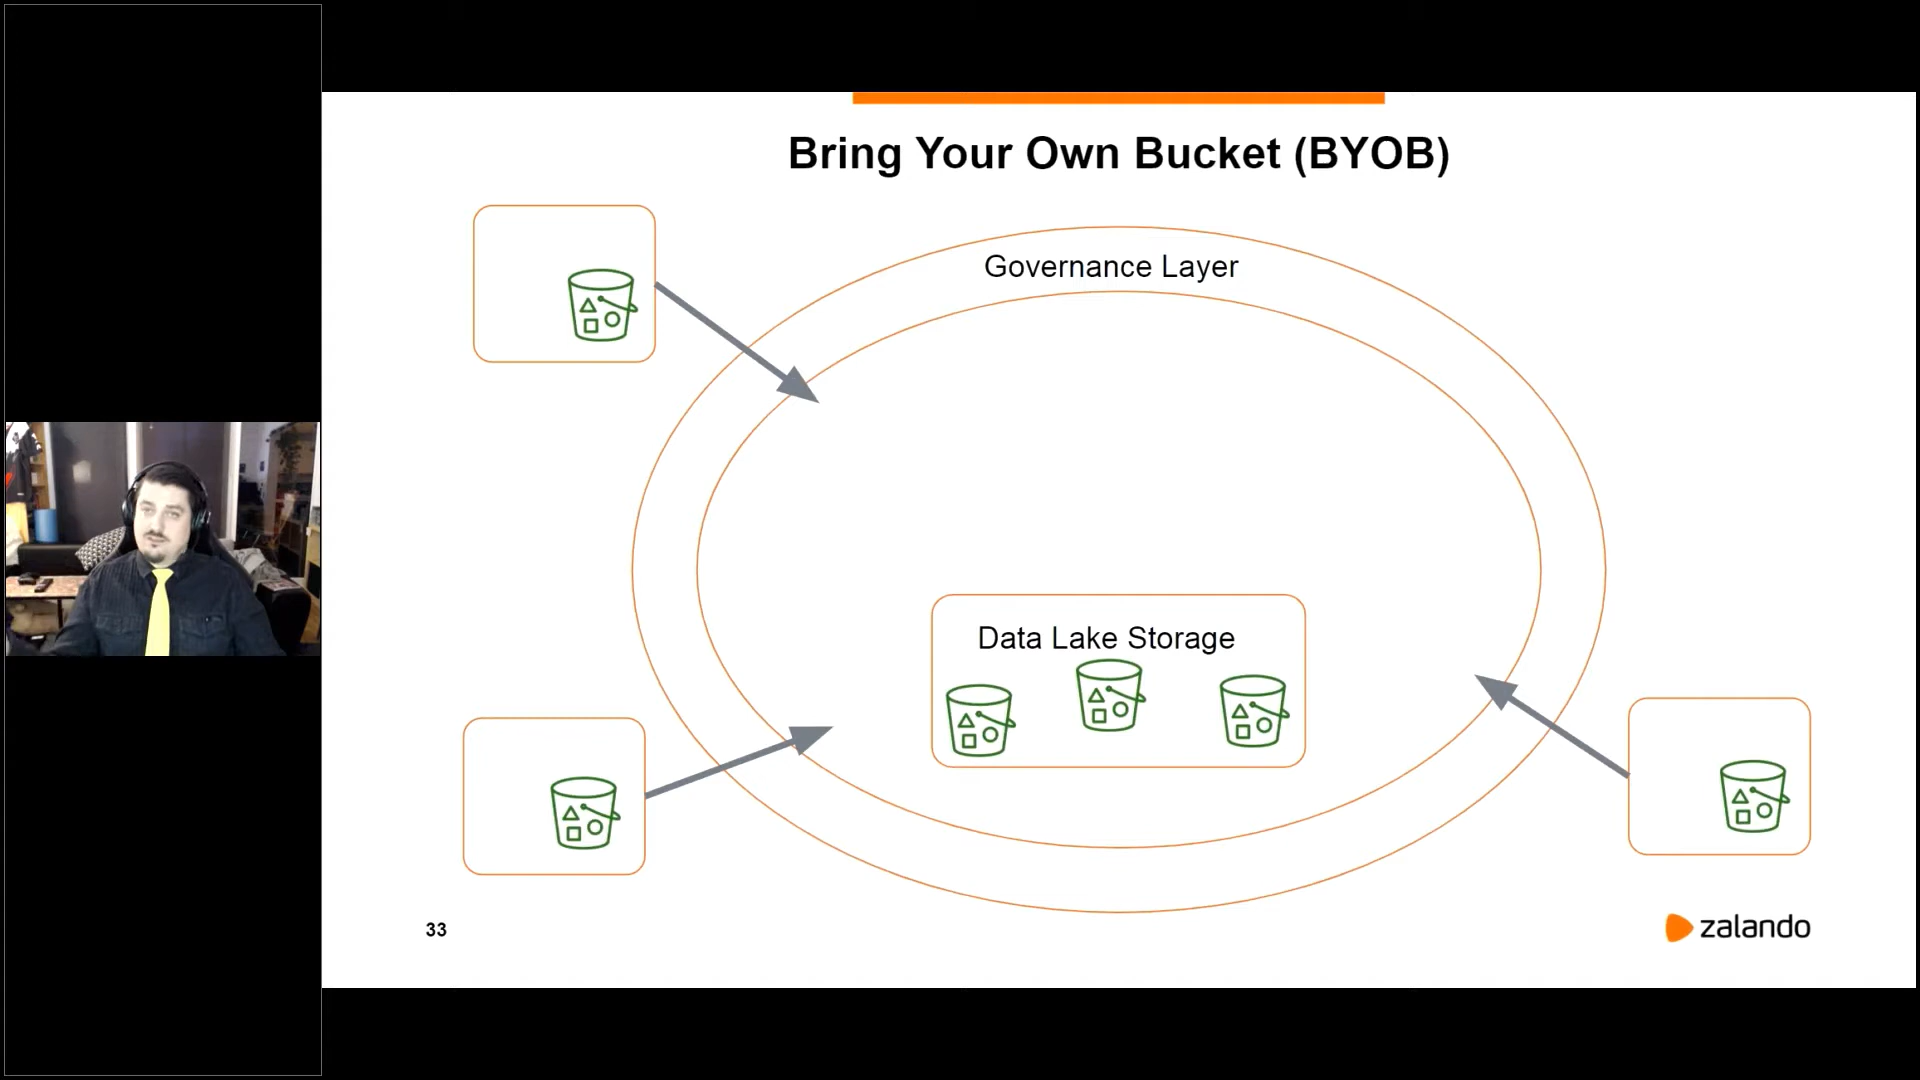 Bring Your Own Bucket (BYOB)
Governance Layer
Data Lake Storage
33
zalando